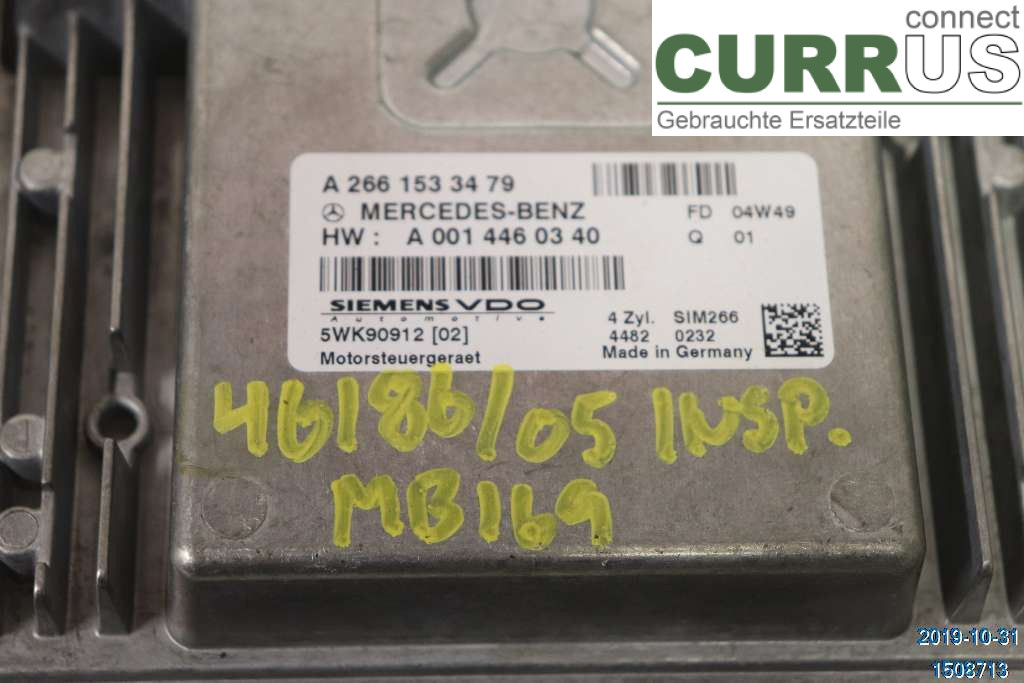 connect
CURRUS
Gebrauchte Ersatzteile
A 266 153 34 79
MERCEDES-BENZ
FD 04W49
HW : A 001 446 03 40
Q 01
SIEMENS VDO
Automotive
4 Zyl. SIM266
5WK90912 [02]
4482 0232
Motorsteuergeraet
Made in Germany
46186/05 INSP.
MB169
2019-10-31
1508713